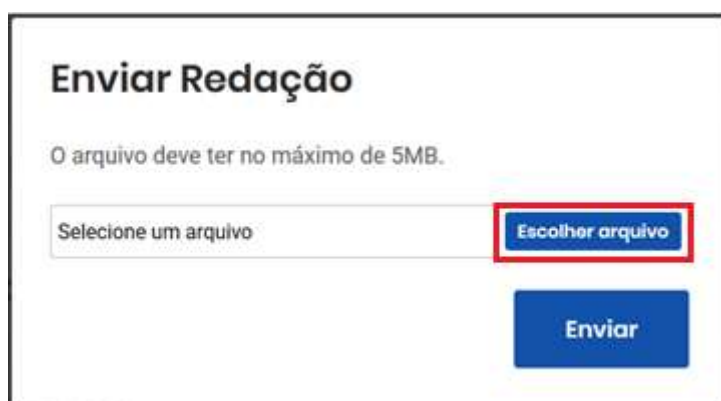 Enviar Redação
O arquivo deve ter no máximo de 5MB.
Selecione um arquivo Escolher arquivo
Enviar